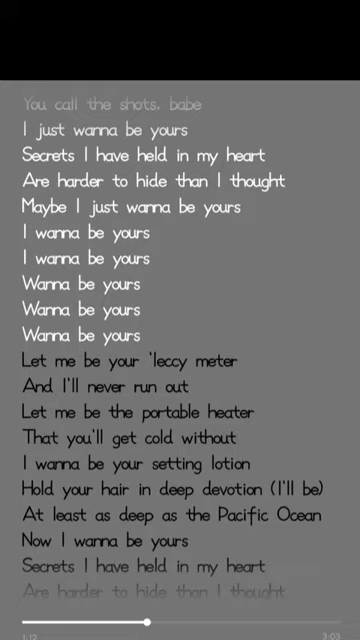 You call the shots, babe
I just wanna be yours
Secrets I have held in my heart
Are harder to hide than I thought
Maybe I just wanna be yours
I wanna be yours
I wanna be yours
Wanna be yours
Wanna be yours
Wanna be yours
Let me be your 'leccy meter
And I'll never run out
Let me be the portable heater
That you'll get cold without
I wanna be your setting lotion
Hold your hair in deep devotion (I'll be)
At least as deep as the Pacific Ocean
Now I wanna be yours
Secrets I have held in my heart
Are harder to hide than I thought
1:12 3:03